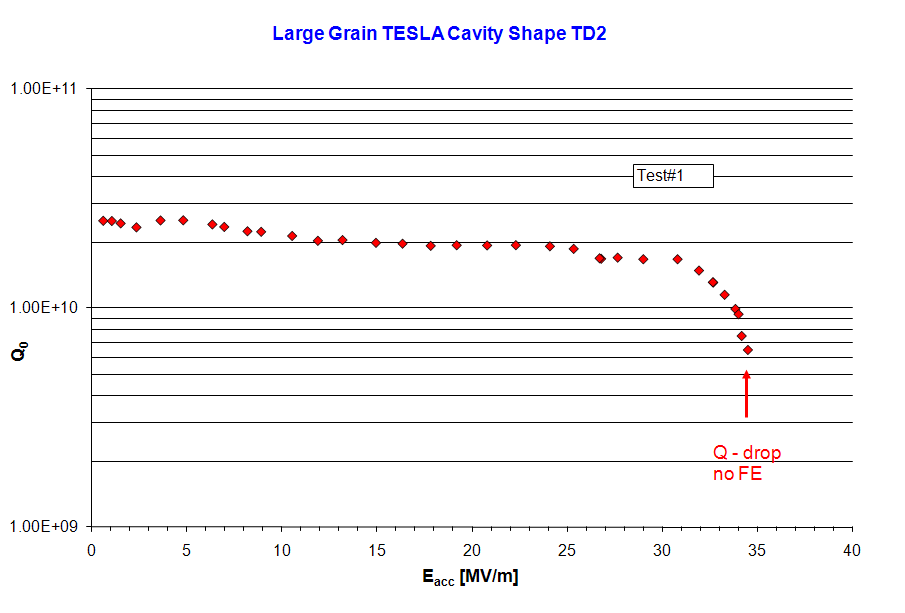 Large Grain TESLA Cavity Shape TD2
1.00E+11
Test#1
1.00E+10
Q0
Q - drop
no FE
1.00E+09
0 5 10 15 20 25 30 35 40
Eacc [MV/m]